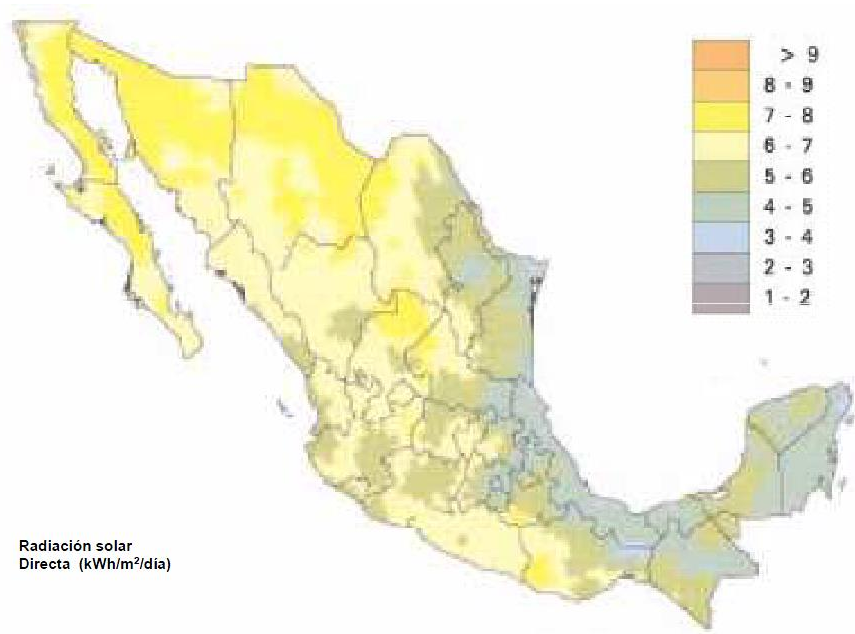 > 9
8 - 9
7 - 8
6 - 7
5 - 6
4 - 5
3 - 4
2 - 3
1 - 2
Radiación solar
Directa (kWh/m²/día)